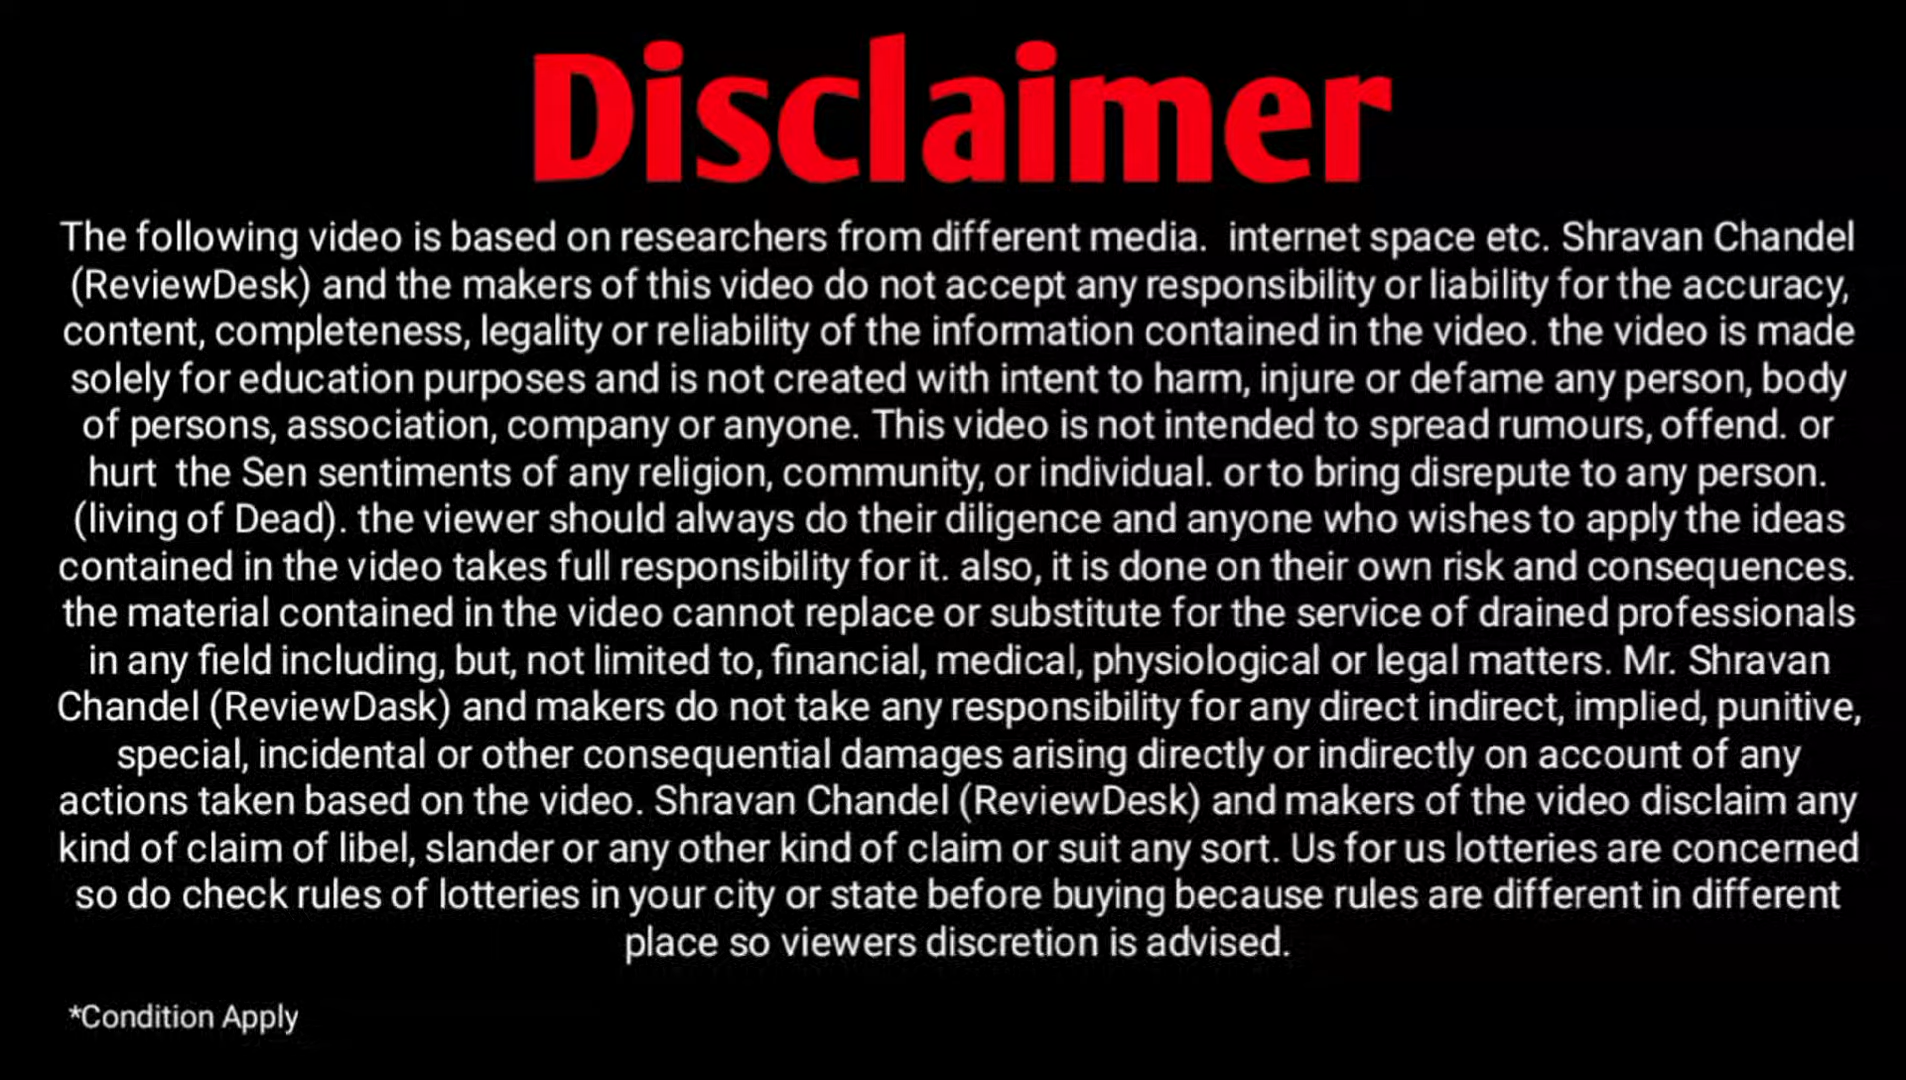 Disclaimer
The following video is based on researchers from different media. internet space etc. Shravan Chandel
(ReviewDesk) and the makers of this video do not accept any responsibility or liability for the accuracy,
content, completeness, legality or reliability of the information contained in the video. the video is made
solely for education purposes and is not created with intent to harm, injure or defame any person, body
of persons, association, company or anyone. This video is not intended to spread rumours, offend. or
hurt the Sen sentiments of any religion, community, or individual. or to bring disrepute to any person.
(living of Dead). the viewer should always do their diligence and anyone who wishes to apply the ideas
contained in the video takes full responsibility for it. also, it is done on their own risk and consequences.
the material contained in the video cannot replace or substitute for the service of drained professionals
in any field including, but, not limited to, financial, medical, physiological or legal matters. Mr. Shravan
Chandel (ReviewDask) and makers do not take any responsibility for any direct indirect, implied, punitive,
special, incidental or other consequential damages arising directly or indirectly on account of any
actions taken based on the video. Shravan Chandel (ReviewDesk) and makers of the video disclaim any
kind of claim of libel, slander or any other kind of claim or suit any sort. Us for us lotteries are concerned
so do check rules of lotteries in your city or state before buying because rules are different in different
place so viewers discretion is advised.
*Condition Apply